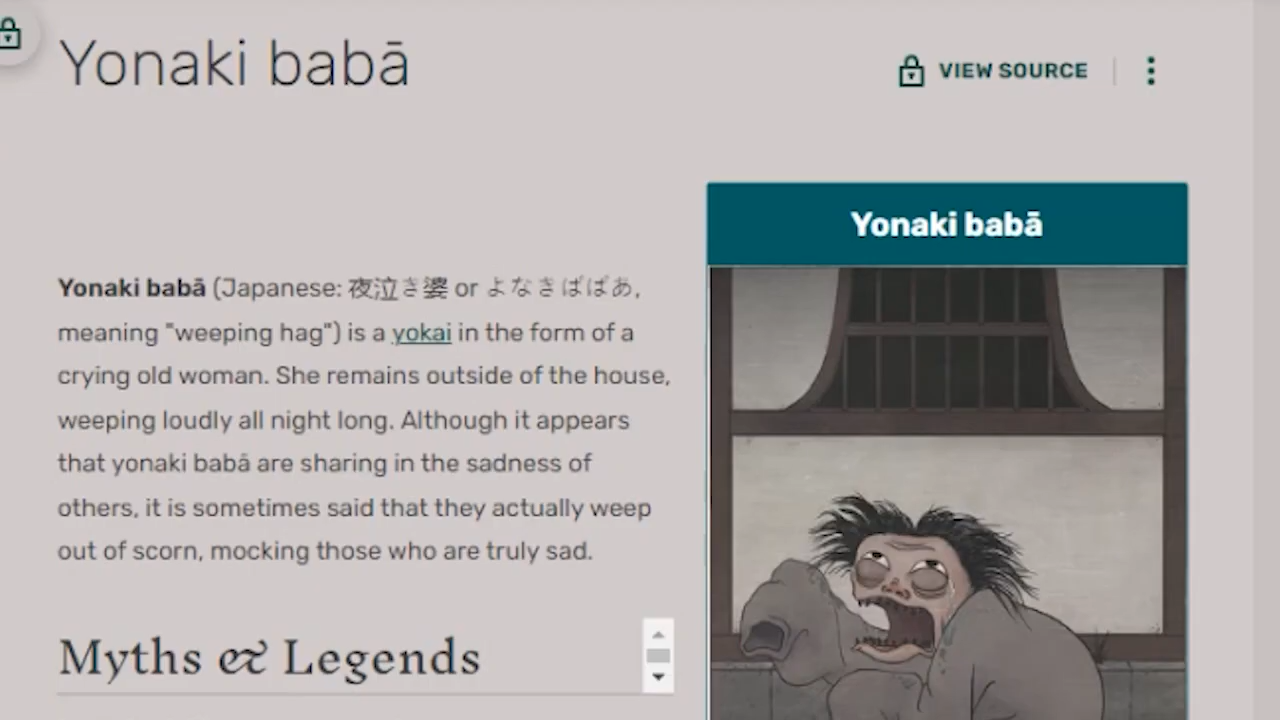 Yonaki babā
VIEW SOURCE
Yonaki babā
Yonaki babā (Japanese: 夜泣き婆 or よなきばばあ,
meaning "weeping hag") is a yokai in the form of a
crying old woman. She remains outside of the house,
weeping loudly all night long. Although it appears
that yonaki babā are sharing in the sadness of
others, it is sometimes said that they actually weep
out of scorn, mocking those who are truly sad.
Myths & Legends